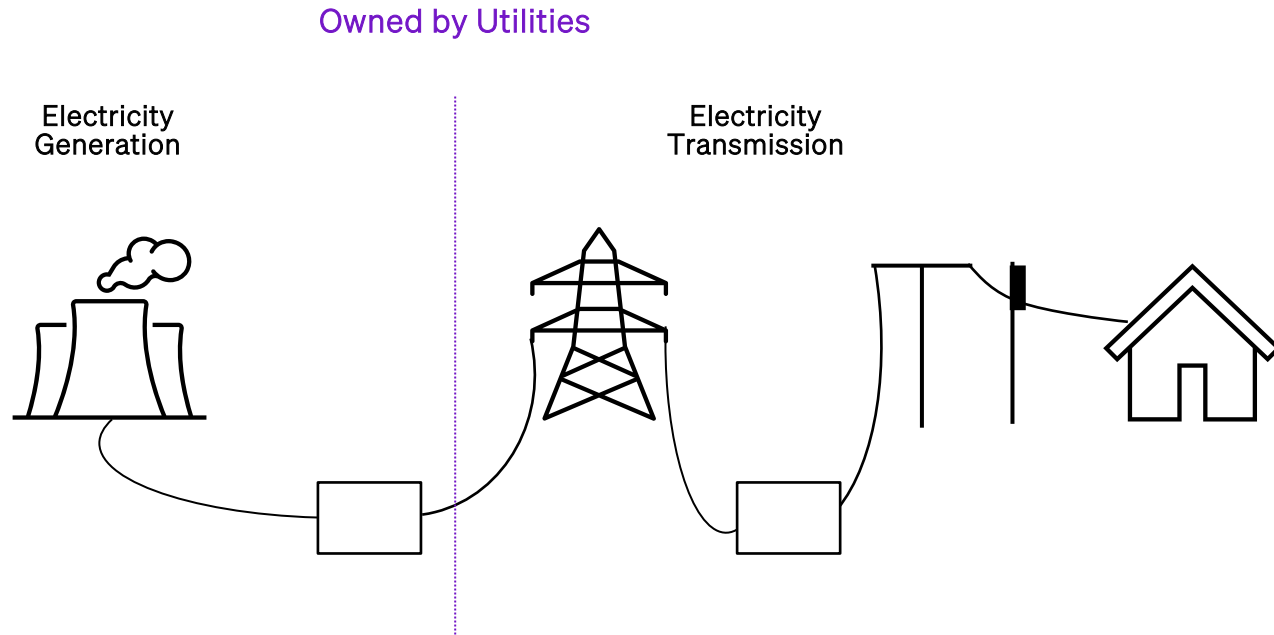 Owned by Utilities
Electricity
Generation
Electricity
Transmission